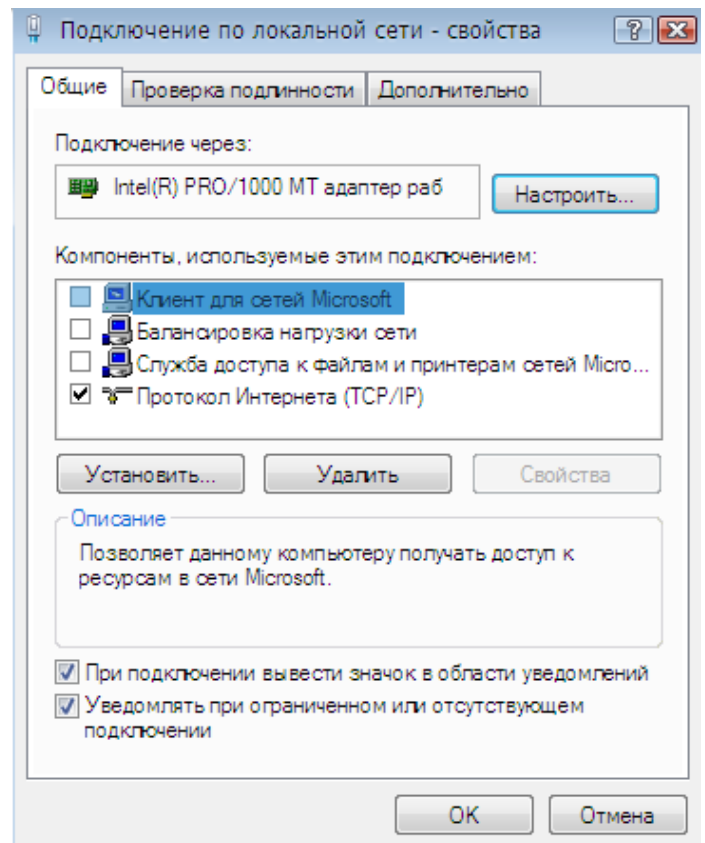 Подключение по локальной сети - свойства
Общие
Проверка подлинности
Дополнительно
Подключение через:
Intel(R) PRO/1000 MT адаптер раб
Настроить...
Компоненты, используемые этим подключением:
Клиент для сетей Microsoft
Балансировка нагрузки сети
Служба доступа к файлам и принтерам сетей Micro...
Протокол Интернета (TCP/IP)
Установить...
Удалить
Свойства
Описание
Позволяет данному компьютеру получать доступ к
ресурсам в сети Microsoft.
При подключении вывести значок в области уведомлений
Уведомлять при ограниченном или отсутствующем
подключении
OK
Отмена